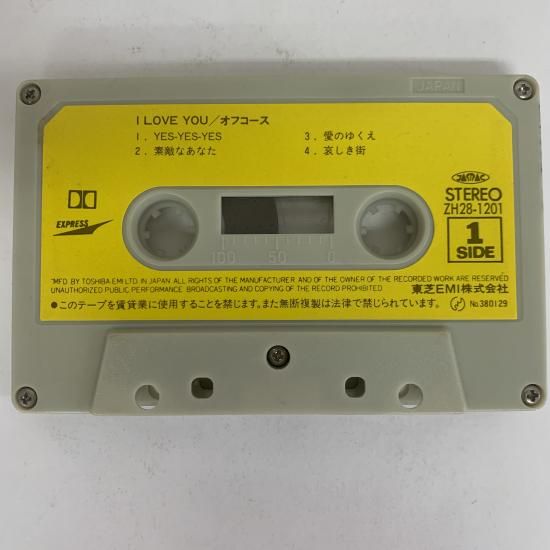 JAPAN
I LOVE YOU／オフコース
1. YES-YES-YES
2. 素敵なあなた
3. 愛のゆくえ
4. 哀しき街
JASRAC
STEREO
ZH28-1201
1
SIDE
EXPRESS
100 50 0
MFD BY TOSHIBA-EMI LTD. IN JAPAN. ALL RIGHTS OF THE MANUFACTURER AND OF THE OWNER OF THE RECORDED WORK ARE RESERVED
UNAUTHORIZED PUBLIC PERFORMANCE BROADCASTING AND COPYING OF THE RECORD PROHIBITED
東芝EMI株式会社
●このテープを賃貸業に使用することを禁じます。また無断複製は法律で禁じられています。
No.380129